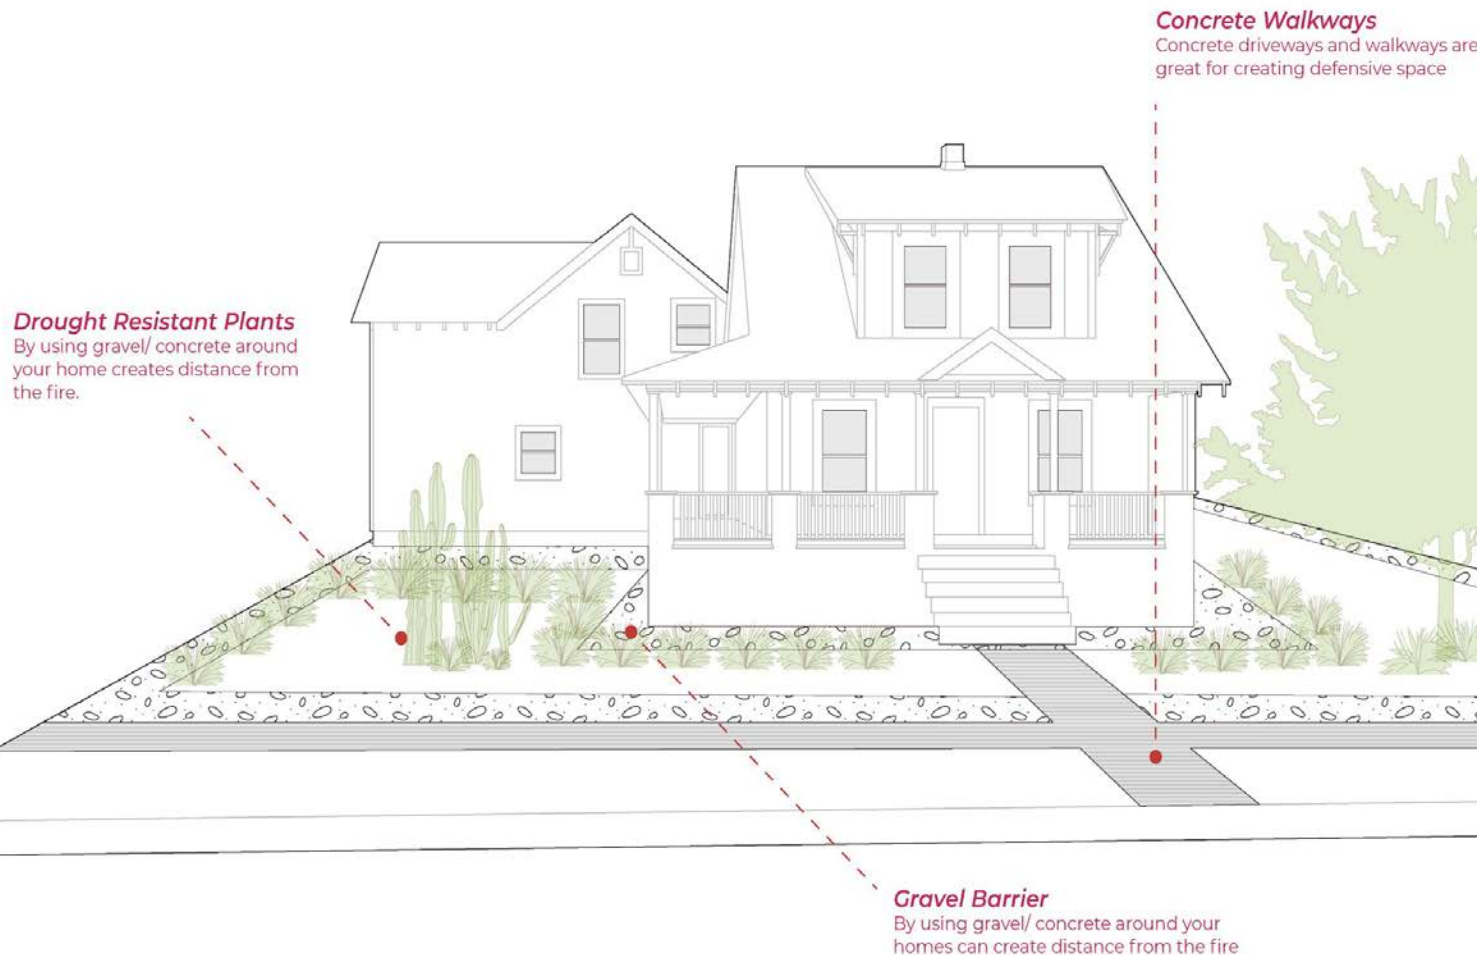 Concrete Walkways
Concrete driveways and walkways are
great for creating defensive space
Drought Resistant Plants
By using gravel/ concrete around
your home creates distance from
the fire.
Gravel Barrier
By using gravel/ concrete around your
homes can create distance from the fire